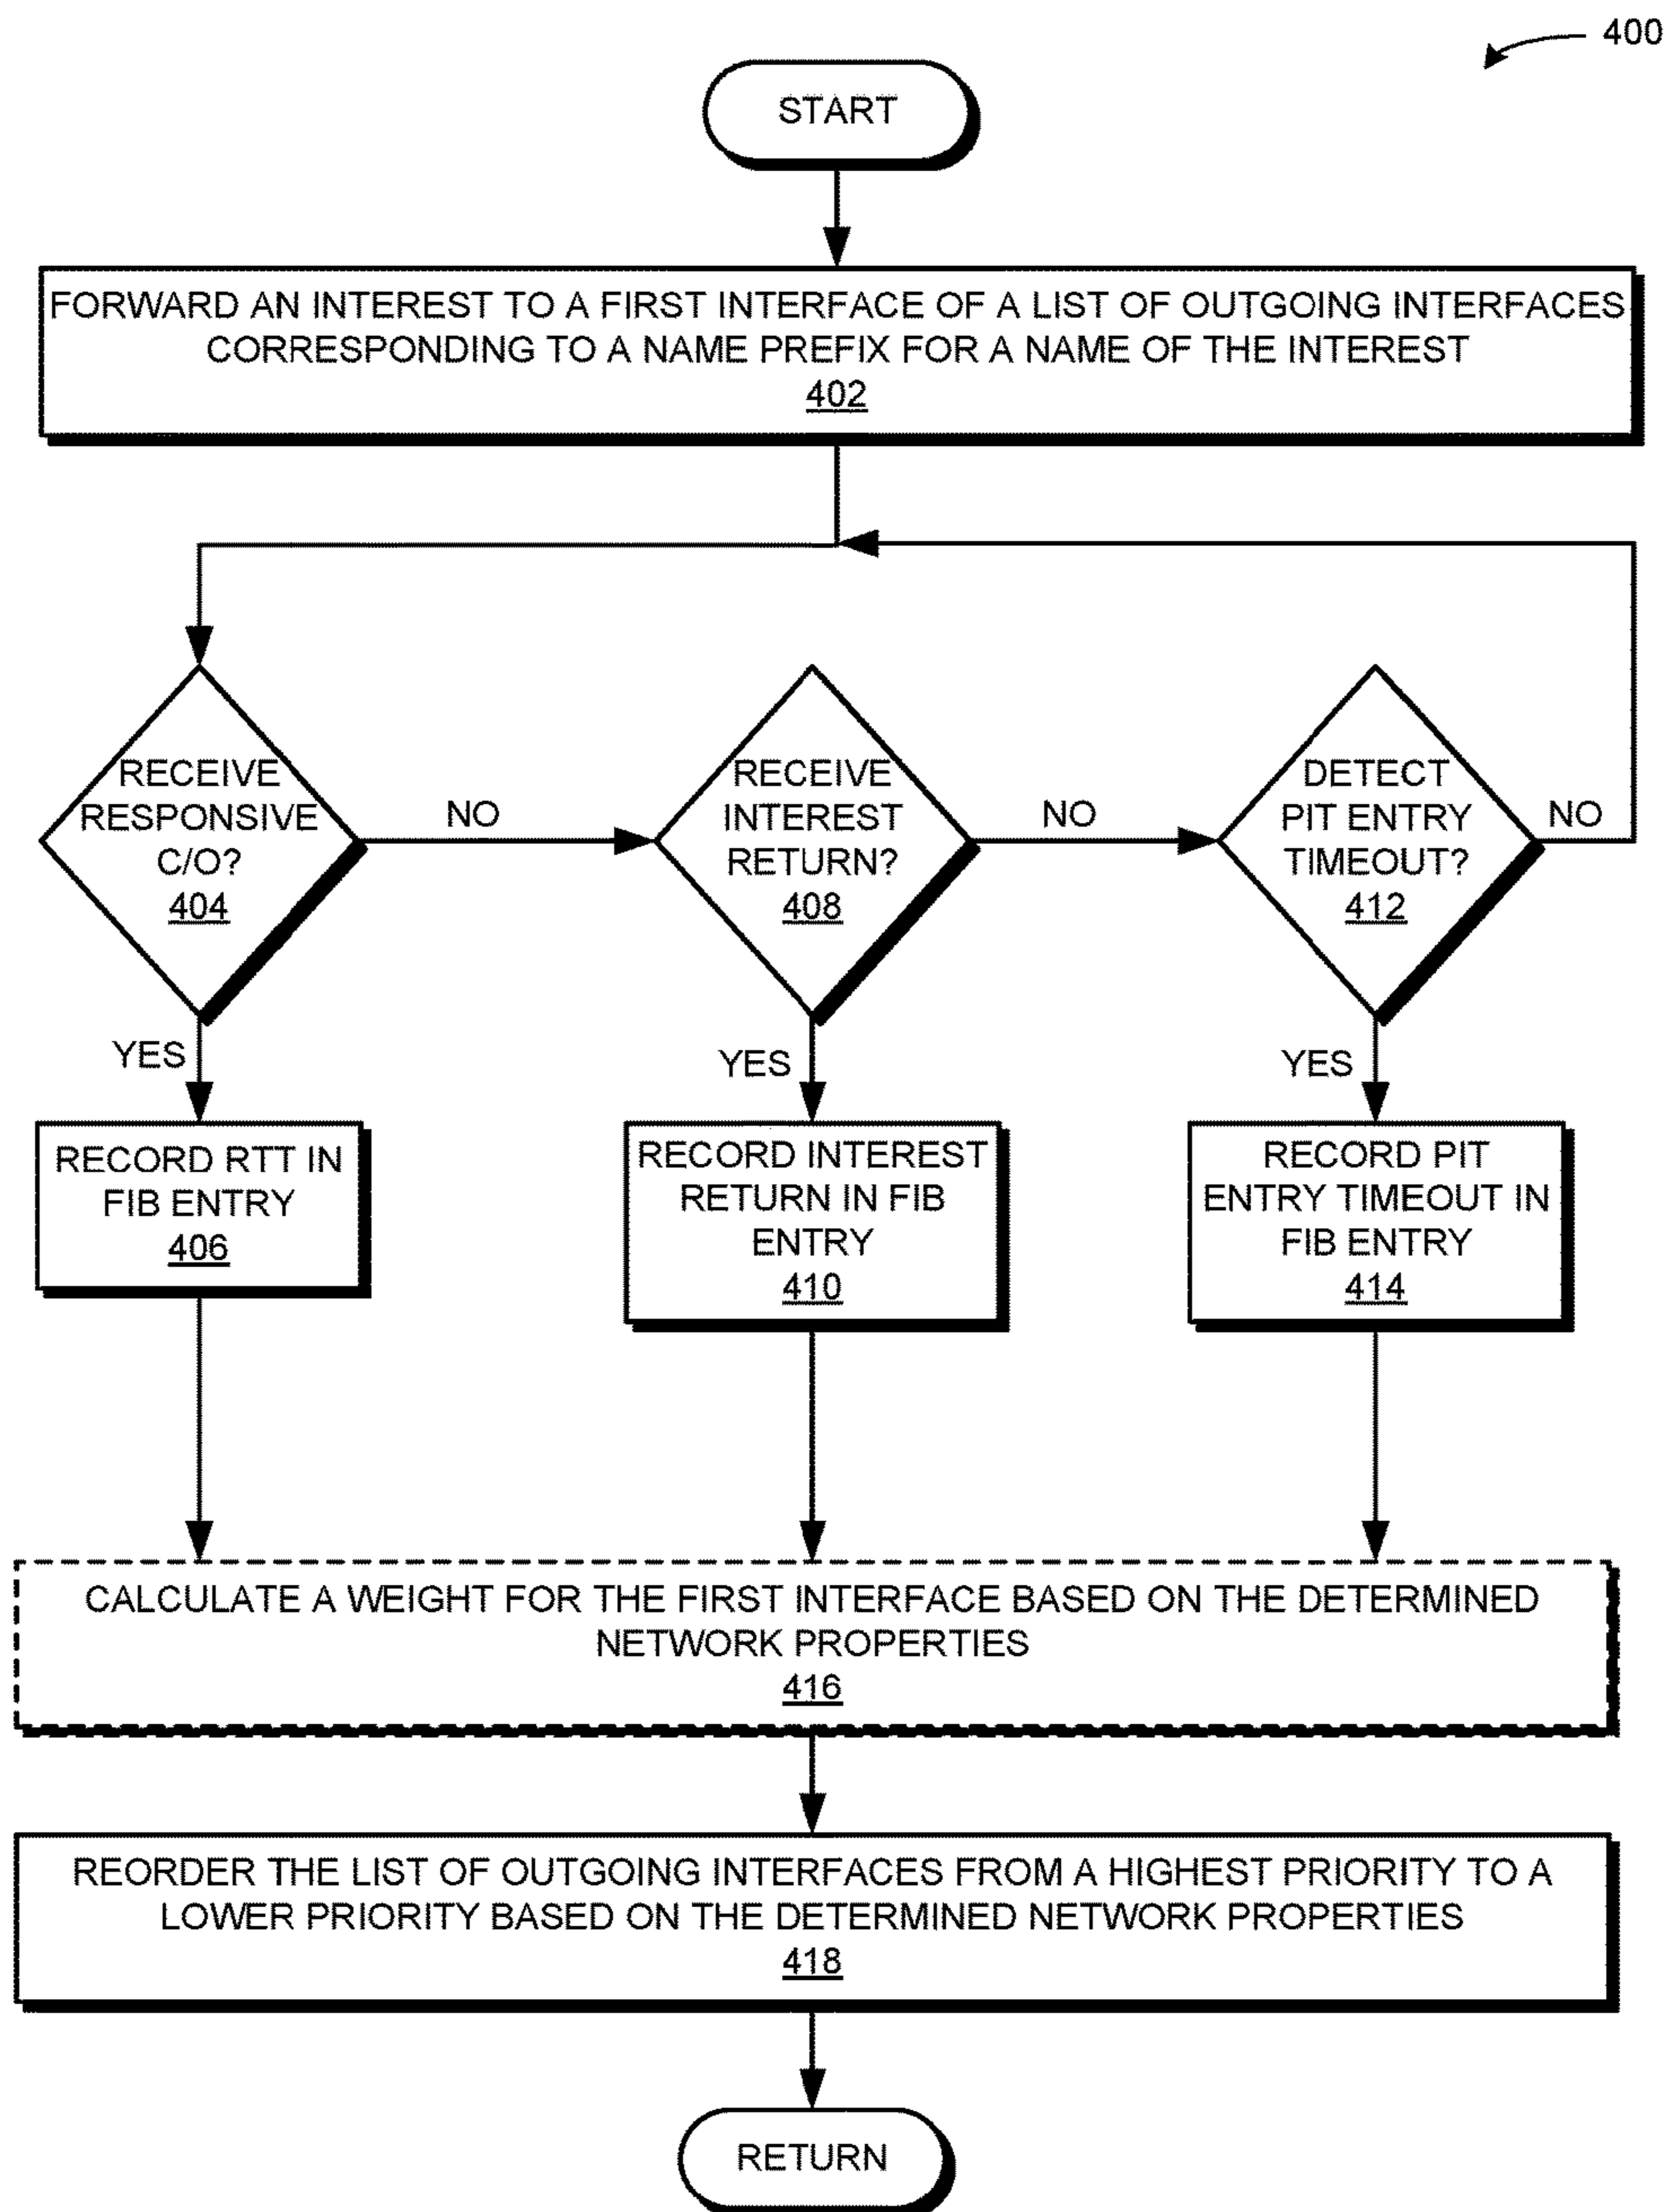 400
START
FORWARD AN INTEREST TO A FIRST INTERFACE OF A LIST OF OUTGOING INTERFACES
CORRESPONDING TO A NAME PREFIX FOR A NAME OF THE INTEREST
402
RECEIVE
RESPONSIVE
C/O?
404
NO
RECEIVE
INTEREST
RETURN?
408
NO
DETECT
PIT ENTRY
TIMEOUT?
412
NO
YES
YES
YES
RECORD RTT IN
FIB ENTRY
406
RECORD INTEREST
RETURN IN FIB
ENTRY
410
RECORD PIT
ENTRY TIMEOUT IN
FIB ENTRY
414
CALCULATE A WEIGHT FOR THE FIRST INTERFACE BASED ON THE DETERMINED
NETWORK PROPERTIES
416
REORDER THE LIST OF OUTGOING INTERFACES FROM A HIGHEST PRIORITY TO A
LOWER PRIORITY BASED ON THE DETERMINED NETWORK PROPERTIES
418
RETURN